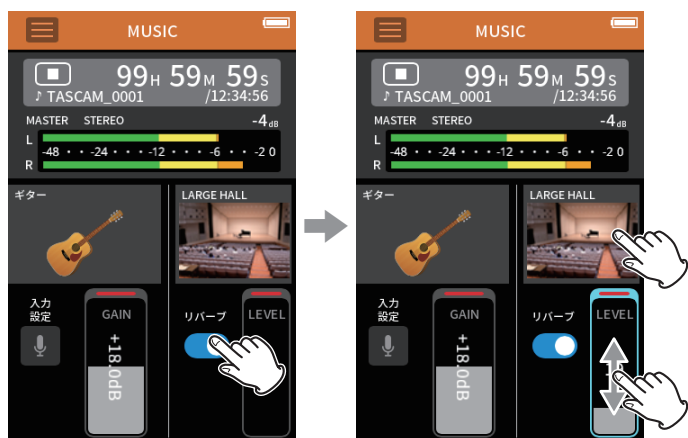 MUSIC
99H 59M 59S
♪ TASCAM_0001 /12:34:56
MASTER STEREO -4dB
L
-48 • • -24 • • • -12 • • • -6 • • -2 0
R
ギター
LARGE HALL
入力
設定
GAIN
+18.0dB
リバーブ
LEVEL
MUSIC
99H 59M 59S
♪ TASCAM_0001 /12:34:56
MASTER STEREO -4dB
L
-48 • • -24 • • • -12 • • • -6 • • -2 0
R
ギター
LARGE HALL
入力
設定
GAIN
+18.0dB
リバーブ
LEVEL